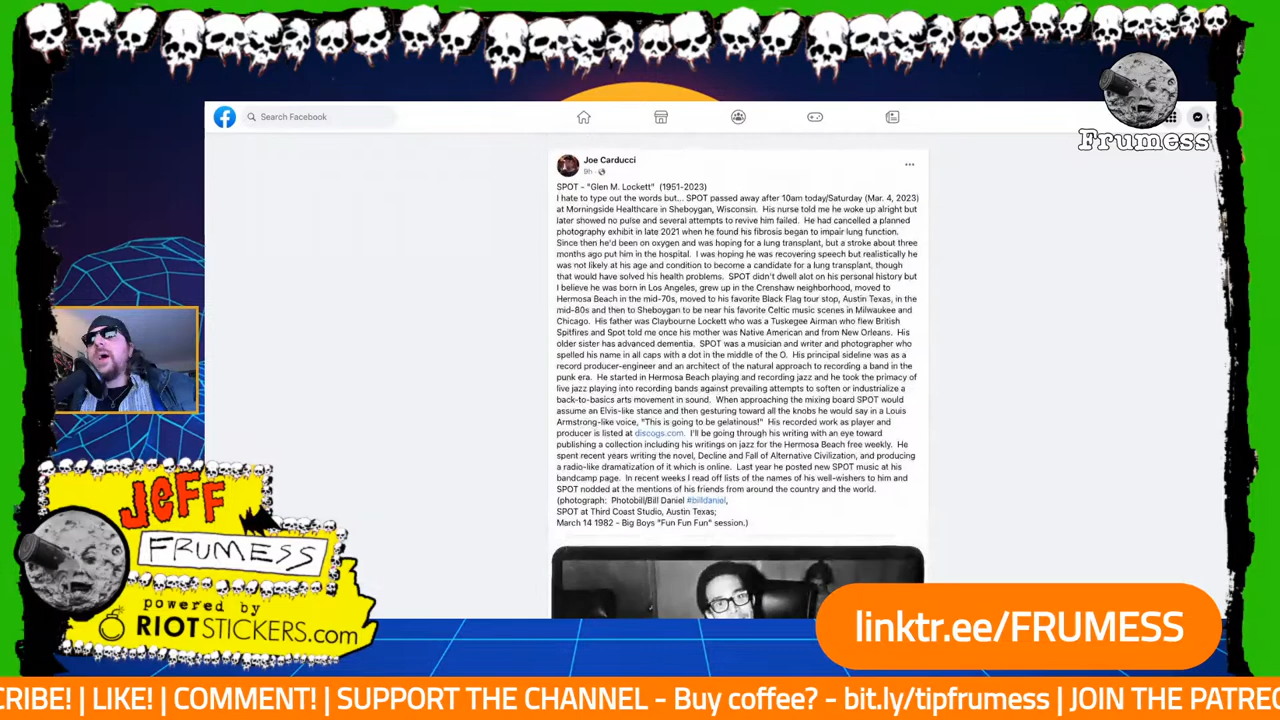 Frumess
Search Facebook
Joe Carducci
9h ·
SPOT - "Glen M. Lockett" (1951-2023)
I hate to type out the words but... SPOT passed away after 10am today/Saturday (Mar. 4, 2023)
at Morningside Healthcare in Sheboygan, Wisconsin. His nurse told me he woke up alright but
later showed no pulse and several attempts to revive him failed. He had cancelled a planned
photography exhibit in late 2021 when he found his fibrosis began to impair lung function.
Since then he'd been on oxygen and was hoping for a lung transplant, but a stroke about three
months ago put him in the hospital. I was hoping he was recovering speech but realistically he
was not likely at his age and condition to become a candidate for a lung transplant, though
that would have solved his health problems. SPOT didn't dwell alot on his personal history but
I believe he was born in Los Angeles, grew up in the Crenshaw neighborhood, moved to
Hermosa Beach in the mid-70s, moved to his favorite Black Flag tour stop, Austin Texas, in the
mid-80s and then to Sheboygan to be near his favorite Celtic music scenes in Milwaukee and
Chicago. His father was Claybourne Lockett who was a Tuskegee Airman who flew British
Spitfires and Spot told me once his mother was Native American and from New Orleans. His
older sister has advanced dementia. SPOT was a musician and writer and photographer who
spelled his name in all caps with a dot in the middle of the O. His principal sideline was as a
record producer-engineer and an architect of the natural approach to recording a band in the
punk era. He started in Hermosa Beach playing and recording jazz and he took the primacy of
live jazz playing into recording bands against prevailing attempts to soften or industrialize a
back-to-basics arts movement in sound. When approaching the mixing board SPOT would
assume an Elvis-like stance and then gesturing toward all the knobs he would say in a Louis
Armstrong-like voice, "This is going to be gelatinous!" His recorded work as player and
producer is listed at discogs.com. I'll be going through his writing with an eye toward
publishing a collection including his writings on jazz for the Hermosa Beach free weekly. He
spent recent years writing the novel, Decline and Fall of Alternative Civilization, and producing
a radio-like dramatization of it which is online. Last year he posted new SPOT music at his
bandcamp page. In recent weeks I read off lists of the names of his well-wishers to him and
SPOT nodded at the mentions of his friends from around the country and the world.
(photograph: Photobill/Bill Daniel #billdaniel,
SPOT at Third Coast Studio, Austin Texas;
March 14 1982 - Big Boys "Fun Fun Fun" session.)
JEFF
FRUMESS
powered by
RIOTSTICKERS.com
linktr.ee/FRUMESS
CRIBE! | LIKE! | COMMENT! | SUPPORT THE CHANNEL - Buy coffee? - bit.ly/tipfrumess | JOIN THE PATREO